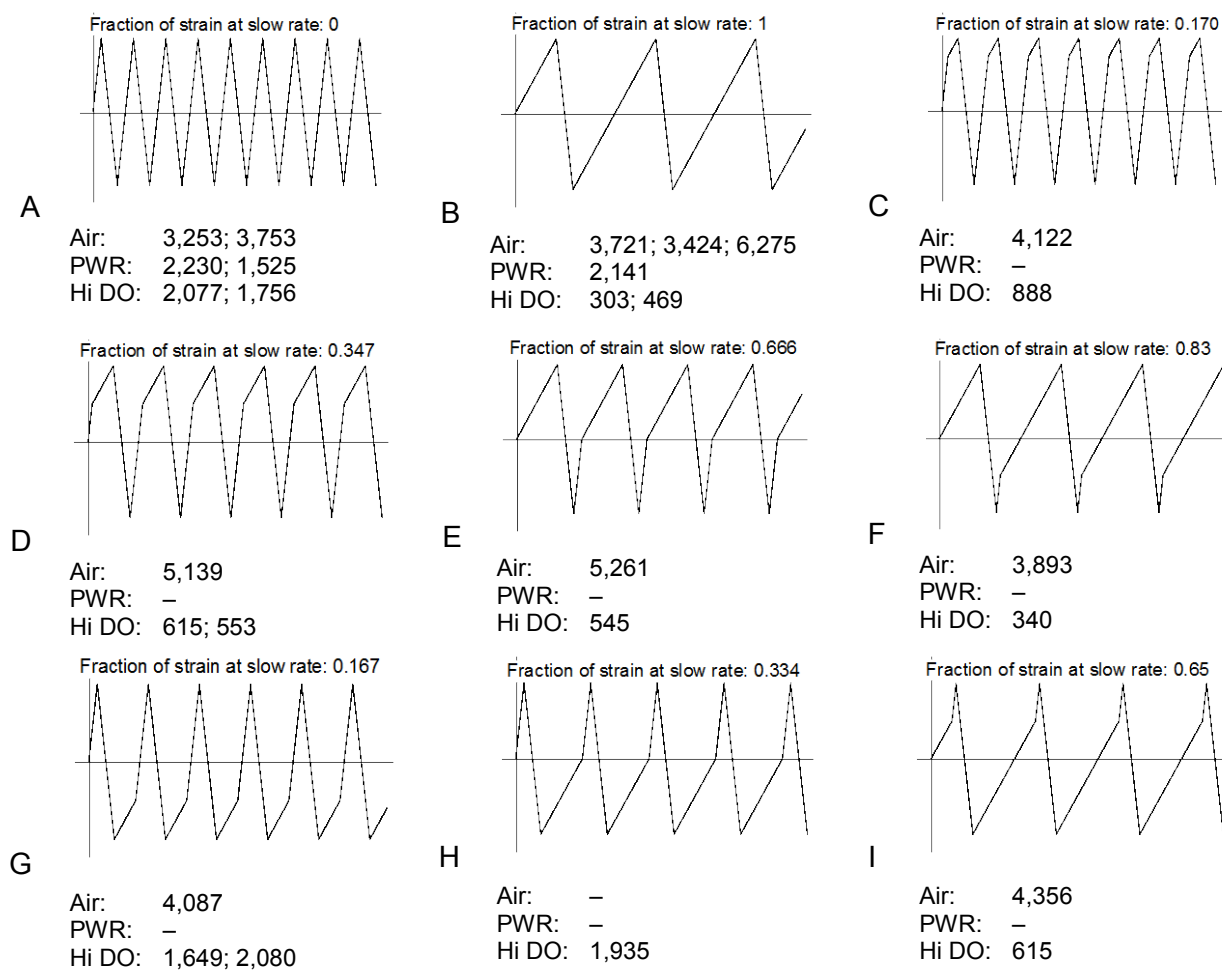 Fraction of strain at slow rate: 0
A
Air: 3,253; 3,753
PWR: 2,230; 1,525
Hi DO: 2,077; 1,756
Fraction of strain at slow rate: 1
B
Air: 3,721; 3,424; 6,275
PWR: 2,141
Hi DO: 303; 469
Fraction of strain at slow rate: 0.170
C
Air: 4,122
PWR: –
Hi DO: 888
Fraction of strain at slow rate: 0.347
D
Air: 5,139
PWR: –
Hi DO: 615; 553
Fraction of strain at slow rate: 0.666
E
Air: 5,261
PWR: –
Hi DO: 545
Fraction of strain at slow rate: 0.83
F
Air: 3,893
PWR: –
Hi DO: 340
Fraction of strain at slow rate: 0.167
G
Air: 4,087
PWR: –
Hi DO: 1,649; 2,080
Fraction of strain at slow rate: 0.334
H
Air: –
PWR: –
Hi DO: 1,935
Fraction of strain at slow rate: 0.65
I
Air: 4,356
PWR: –
Hi DO: 615